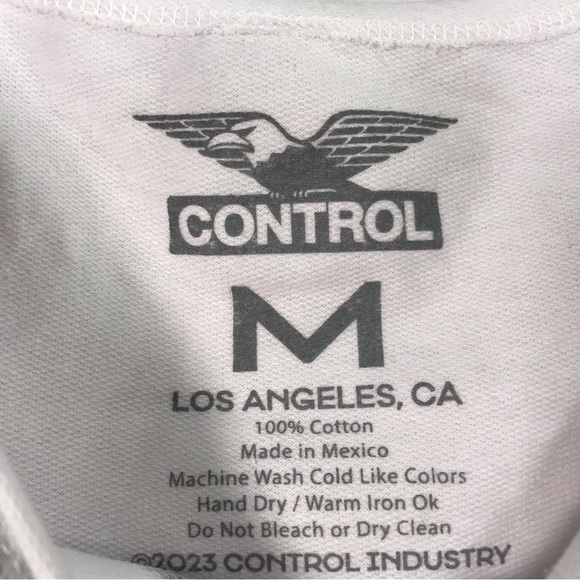 CONTROL
M
LOS ANGELES, CA
100% Cotton
Made in Mexico
Machine Wash Cold Like Colors
Hand Dry / Warm Iron Ok
Do Not Bleach or Dry Clean
©2023 CONTROL INDUSTRY